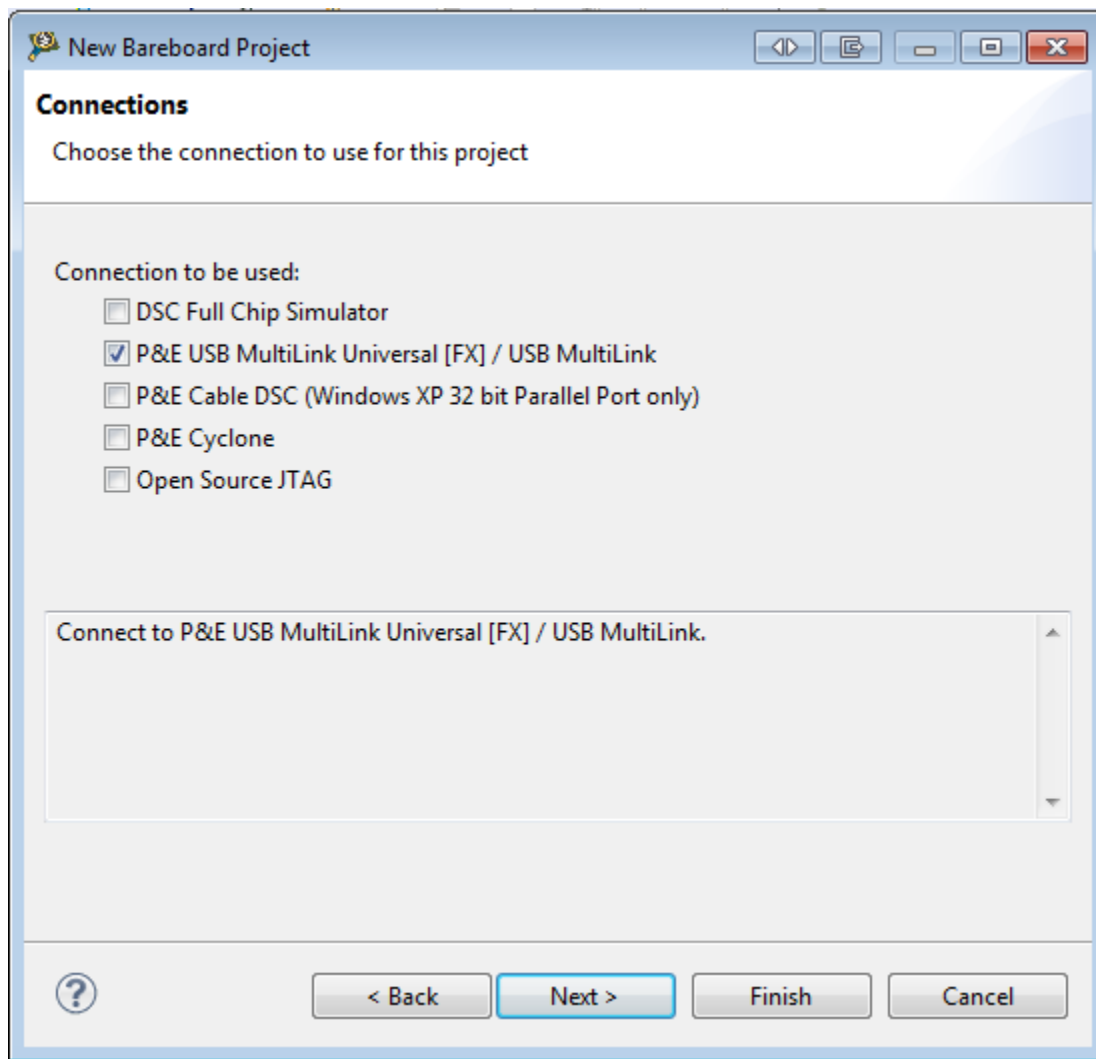 New Bareboard Project
Connections
Choose the connection to use for this project
Connection to be used:
DSC Full Chip Simulator
P&E USB MultiLink Universal [FX] / USB MultiLink
P&E Cable DSC (Windows XP 32 bit Parallel Port only)
P&E Cyclone
Open Source JTAG
Connect to P&E USB MultiLink Universal [FX] / USB MultiLink.
? < Back Next > Finish Cancel